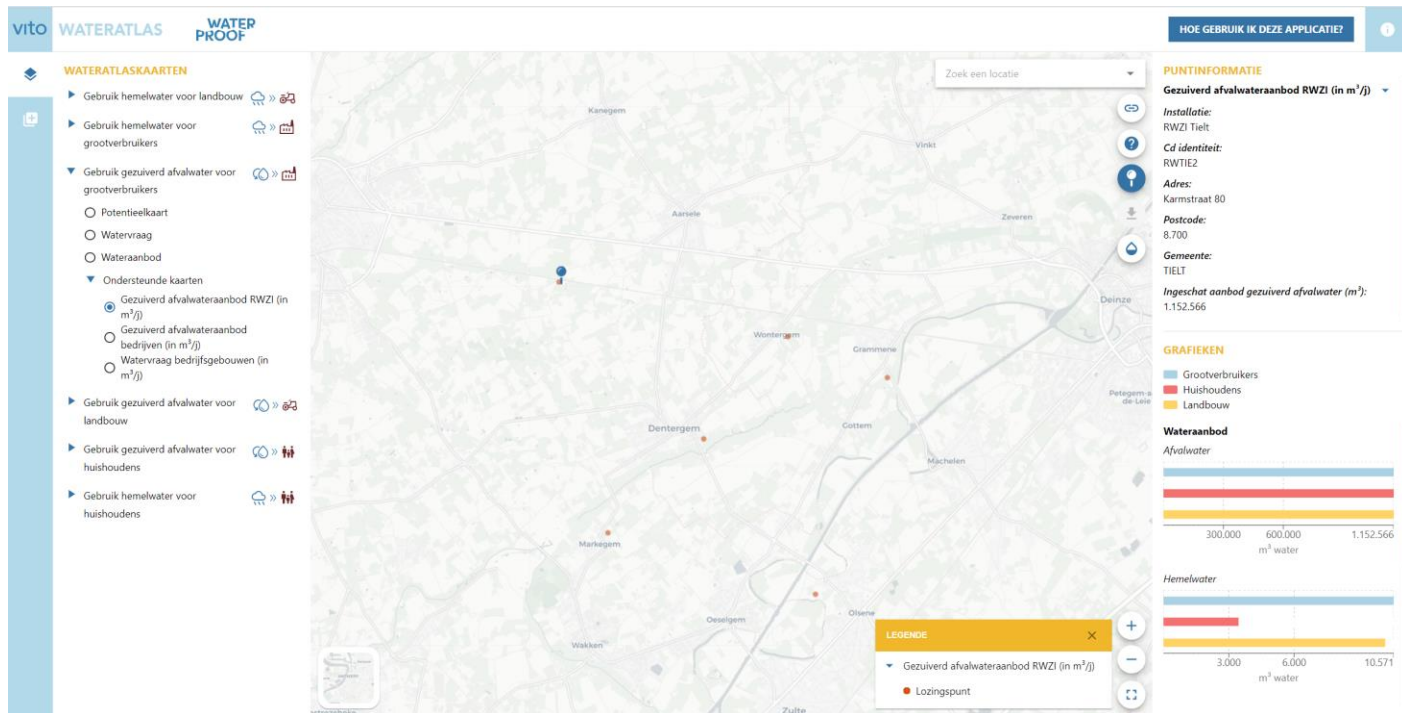 vito WATERATLAS WATER PROOF
HOE GEBRUIK IK DEZE APPLICATIE?
WATERATLASKAARTEN
Gebruik hemelwater voor landbouw
Gebruik hemelwater voor
grootverbruikers
Gebruik gezuiverd afvalwater voor
grootverbruikers
Potentieelkaart
Watervraag
Wateraanbod
Ondersteunde kaarten
Gezuiverd afvalwateraanbod RWZI (in
m³/j)
Gezuiverd afvalwateraanbod
bedrijven (in m³/j)
Watervraag bedrijfsgebouwen (in
m³/j)
Gebruik gezuiverd afvalwater voor
landbouw
Gebruik gezuiverd afvalwater voor
huishoudens
Gebruik hemelwater voor
huishoudens
Zoek een locatie
Kanegem
Vinkt
Aarsele
Zeveren
Deinze
Wontergem
Grammene
Petegem-a
de-Leie
Dentergem
Gottem
Machelen
Markegem
Oeselgem
Olsene
Wakken
Zulte
LEGENDE
Gezuiverd afvalwateraanbod RWZI (in m³/j)
Lozingspunt
PUNTINFORMATIE
Gezuiverd afvalwateraanbod RWZI (in m³/j)
Installatie:
RWZI Tielt
Cd identiteit:
RWTIE2
Adres:
Karmstraat 80
Postcode:
8.700
Gemeente:
TIELT
Ingeschat aanbod gezuiverd afvalwater (m³):
1.152.566
GRAFIEKEN
Grootverbruikers
Huishoudens
Landbouw
Wateraanbod
Afvalwater
300.000 600.000 1.152.566
m³ water
Hemelwater
3.000 6.000 10.571
m³ water